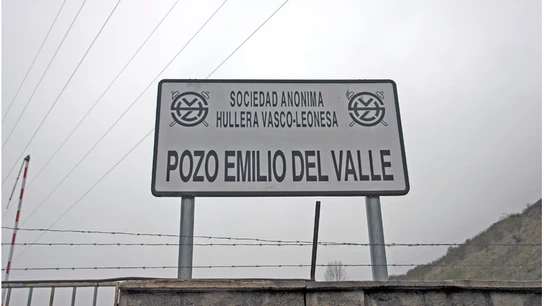 SOCIEDAD ANONIMA
HULLERA VASCO-LEONESA
POZO EMILIO DEL VALLE